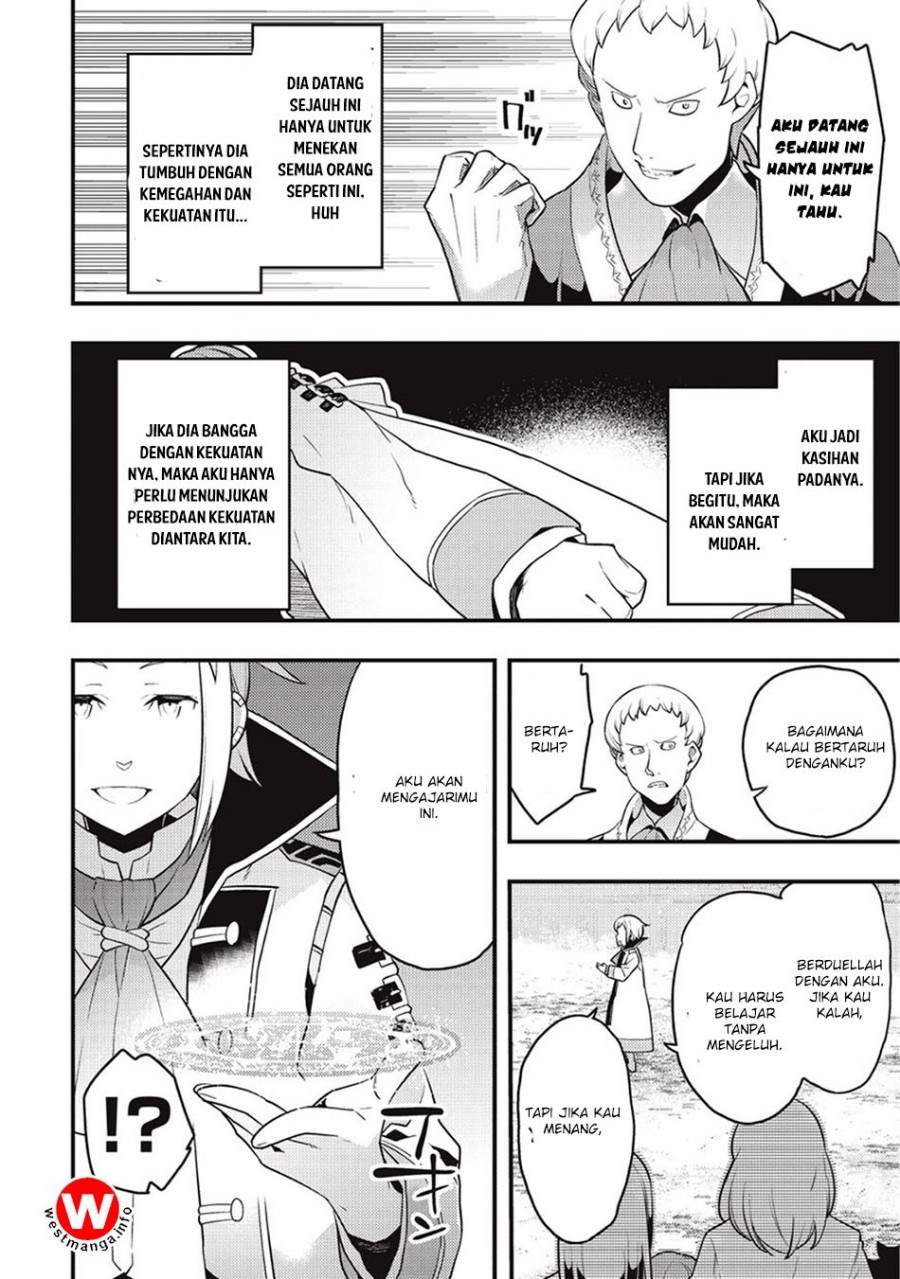 AKU DATANG
SEJAUH INI
HANYA UNTUK
INI, KAU
TAHU.
DIA DATANG
SEJAUH INI
HANYA UNTUK
MENEKAN
SEMUA ORANG
SEPERTI INI,
HUH
SEPERTINYA DIA
TUMBUH DENGAN
KEMEGAHAN DAN
KEKUATAN ITU...
AKU JADI
KASIHAN
PADANYA.
TAPI JIKA
BEGITU, MAKA
AKAN SANGAT
MUDAH.
JIKA DIA BANGGA
DENGAN KEKUATAN
NYA, MAKA AKU HANYA
PERLU MENUNJUKAN
PERBEDAAN KEKUATAN
DIANTARA KITA.
BAGAIMANA
KALAU BERTARUH
DENGANKU?
BERTA-
RUH?
BERDUELLAH
DENGAN AKU. JIKA KAU
KALAH,
KAU HARUS
BELAJAR
TANPA
MENGELUH.
TAPI JIKA KAU
MENANG,
AKU AKAN
MENGAJARIMU
INI.
!?
W
westmanga.info